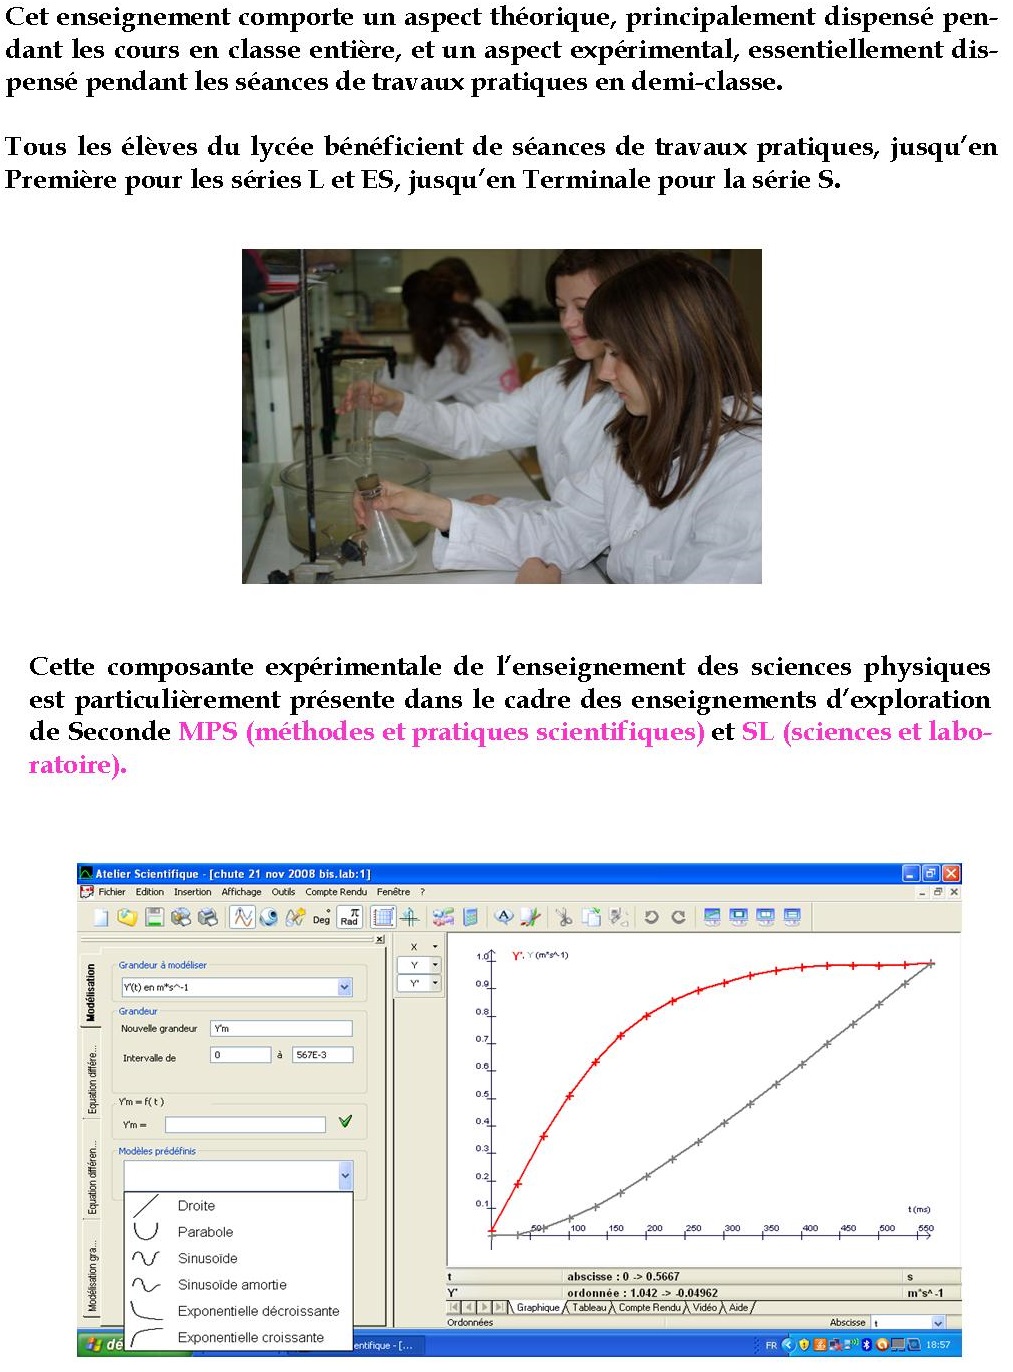 Cet enseignement comporte un aspect théorique, principalement dispensé pen-
dant les cours en classe entière, et un aspect expérimental, essentiellement dis-
pensé pendant les séances de travaux pratiques en demi-classe.
Tous les élèves du lycée bénéficient de séances de travaux pratiques, jusqu'en
Première pour les séries L et ES, jusqu'en Terminale pour la série S.
Cette composante expérimentale de l'enseignement des sciences physiques
est particulièrement présente dans le cadre des enseignements d'exploration
de Seconde MPS (méthodes et pratiques scientifiques) et SL (sciences et labo-
ratoire).
Atelier Scientifique - [chute 21 nov 2008 bis.lab:1]
Fichier Edition Insertion Affichage Outils Compte Rendu Fenêtre ?
Deg° π Rad
Modélisation
Equation différe...
Equation différen...
Modélisation gra...
Grandeur à modéliser
Y'(t) en m*s^-1
Grandeur
Nouvelle grandeur Y'm
Intervalle de 0 à 567E-3
Y'm = f( t )
Y'm =
Modèles prédéfinis
Droite
Parabole
Sinusoïde
Sinusoïde amortie
Exponentielle décroissante
Exponentielle croissante
X
Y
Y'
Y', Y (m*s^-1)
1.0
0.9
0.8
0.7
0.6
0.5
0.4
0.3
0.2
0.1
t (ms)
50 100 150 200 250 300 350 400 450 500 550
t abscisse : 0 -> 0.5667 s
Y' ordonnée : 1.042 -> -0.04962 m*s^-1
Graphique Tableau Compte Rendu Vidéo Aide
Ordonnées Abscisse t
dé
entifique - [...
FR 18:57